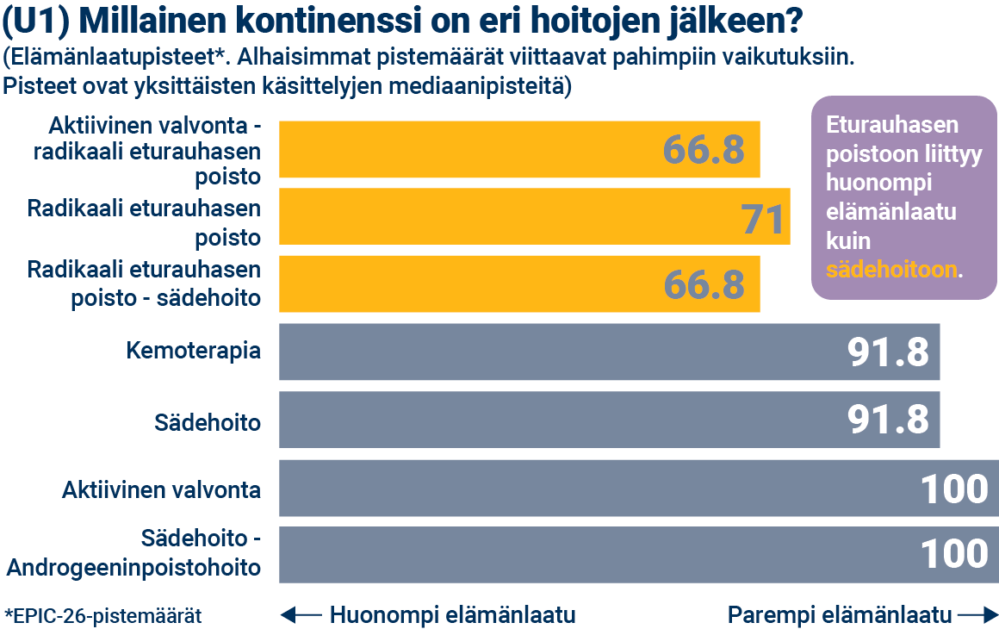 (U1) Millainen kontinenssi on eri hoitojen jälkeen?
(Elämänlaatupisteet*. Alhaisimmat pistemäärät viittaavat pahimpiin vaikutuksiin.
Pisteet ovat yksittäisten käsittelyjen mediaanipisteitä)
Aktiivinen valvonta -
radikaali eturauhasen
poisto
66.8
Radikaali eturauhasen
poisto
71
Radikaali eturauhasen
poisto - sädehoito
66.8
Kemoterapia
91.8
Sädehoito
91.8
Aktiivinen valvonta
100
Sädehoito -
Androgeeninpoistohoito
100
Eturauhasen
poistoon liittyy
huonompi
elämänlaatu
kuin
sädehoitoon.
*EPIC-26-pistemäärät
Huonompi elämänlaatu
Parempi elämänlaatu